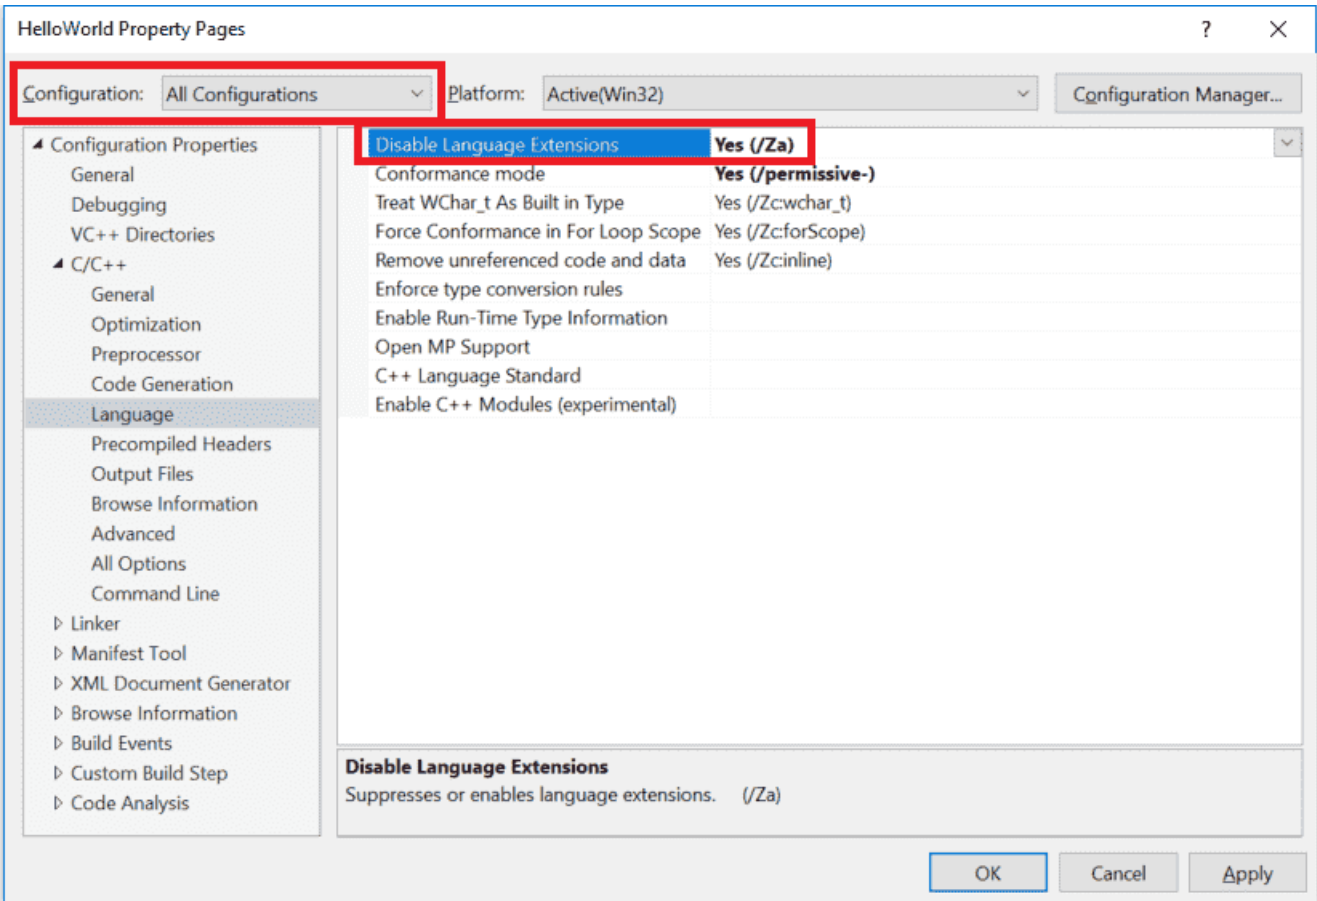 HelloWorld Property Pages ?
Configuration: All Configurations Platform: Active(Win32) Configuration Manager...
Configuration Properties
General
Debugging
VC++ Directories
C/C++
General
Optimization
Preprocessor
Code Generation
Language
Precompiled Headers
Output Files
Browse Information
Advanced
All Options
Command Line
Linker
Manifest Tool
XML Document Generator
Browse Information
Build Events
Custom Build Step
Code Analysis
Disable Language Extensions Yes (/Za)
Conformance mode Yes (/permissive-)
Treat WChar_t As Built in Type Yes (/Zc:wchar_t)
Force Conformance in For Loop Scope Yes (/Zc:forScope)
Remove unreferenced code and data Yes (/Zc:inline)
Enforce type conversion rules
Enable Run-Time Type Information
Open MP Support
C++ Language Standard
Enable C++ Modules (experimental)
Disable Language Extensions
Suppresses or enables language extensions. (/Za)
OK Cancel Apply